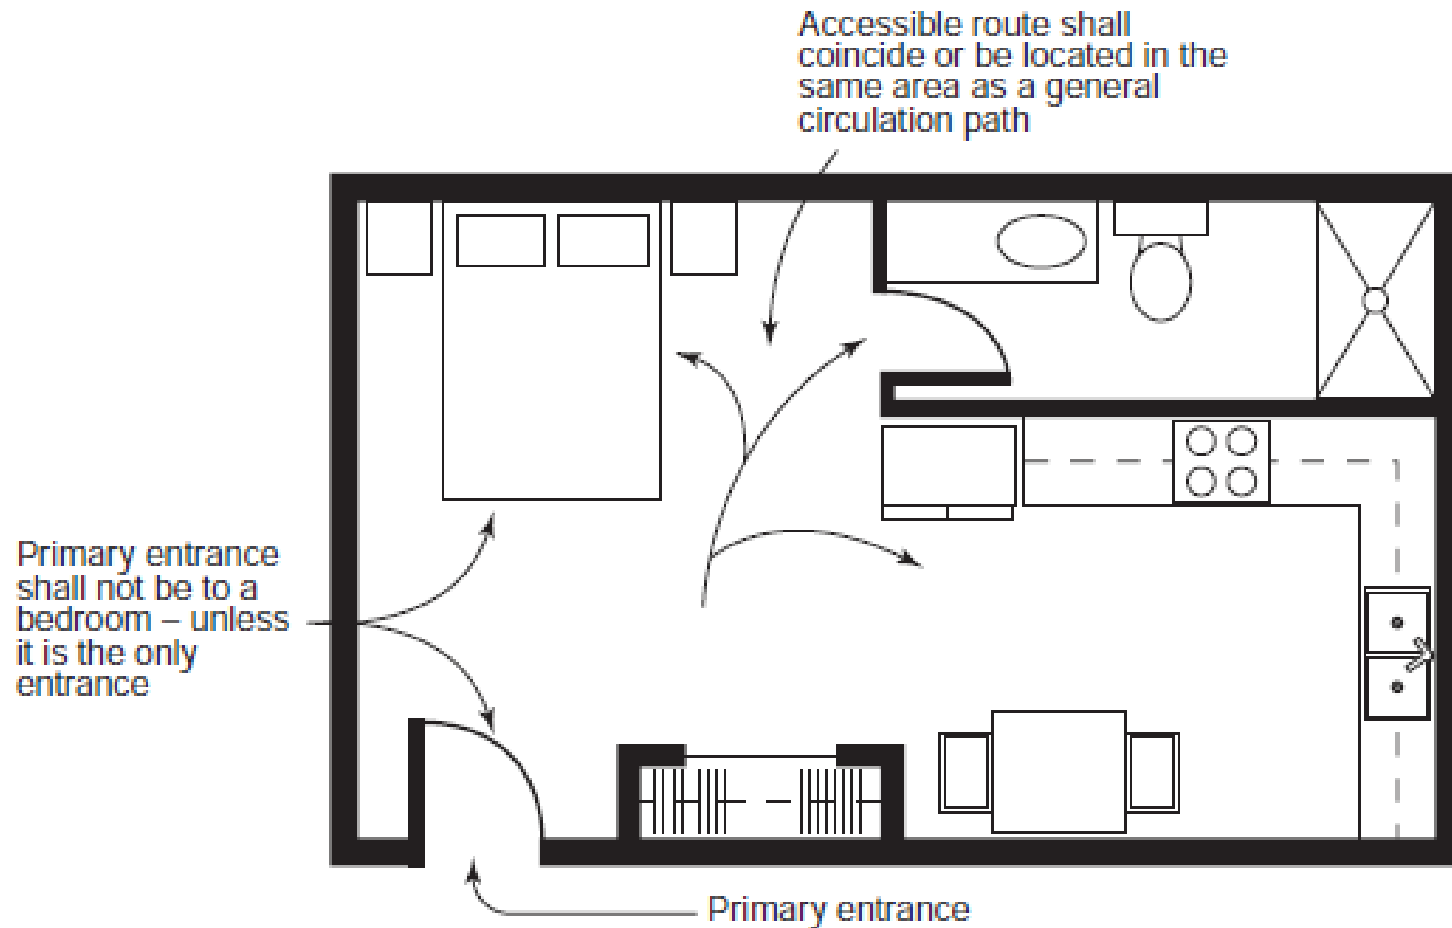 Accessible route shall
coincide or be located in the
same area as a general
circulation path
Primary entrance
shall not be to a
bedroom – unless
it is the only
entrance
Primary entrance